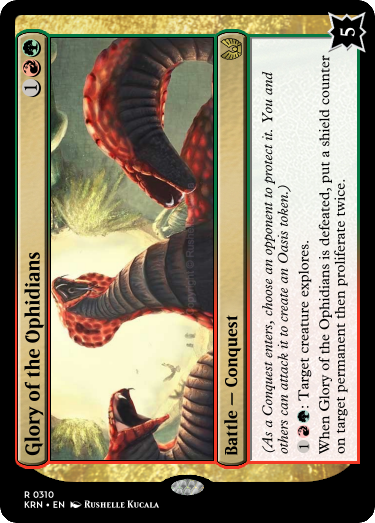 Glory of the Ophidians
1
Battle — Conquest
5
(As a Conquest enters, choose an opponent to protect it. You and
others can attack it to create an Oasis token.)
1 : Target creature explores.
When Glory of the Ophidians is defeated, put a shield counter
on target permanent then proliferate twice.
R 0310
KRN • EN Rushelle Kucala